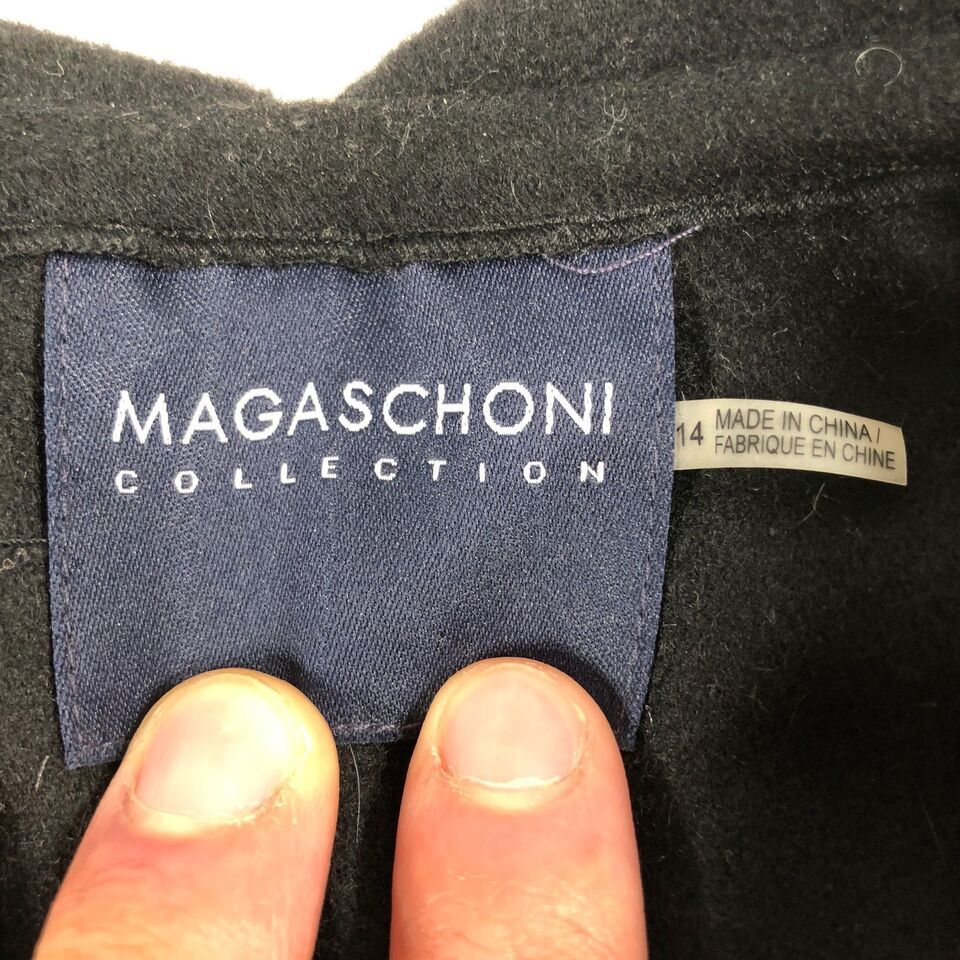 MAGASCHONI
COLLECTION
14
MADE IN CHINA /
FABRIQUE EN CHINE